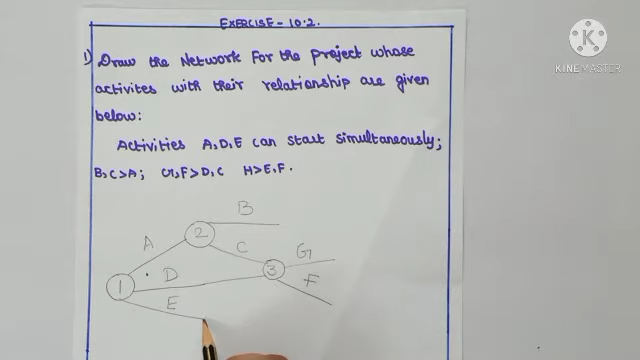 EXERCISE - 10.2.
1) Draw the Network for the project whose
activites with their relationship are given
below:
Activities A,D,E can start simultaneously;
B,C>A; G,F>D,C H>E,F.
K
KINEMASTER
B
2
A
C
G
3
D
F
1
E